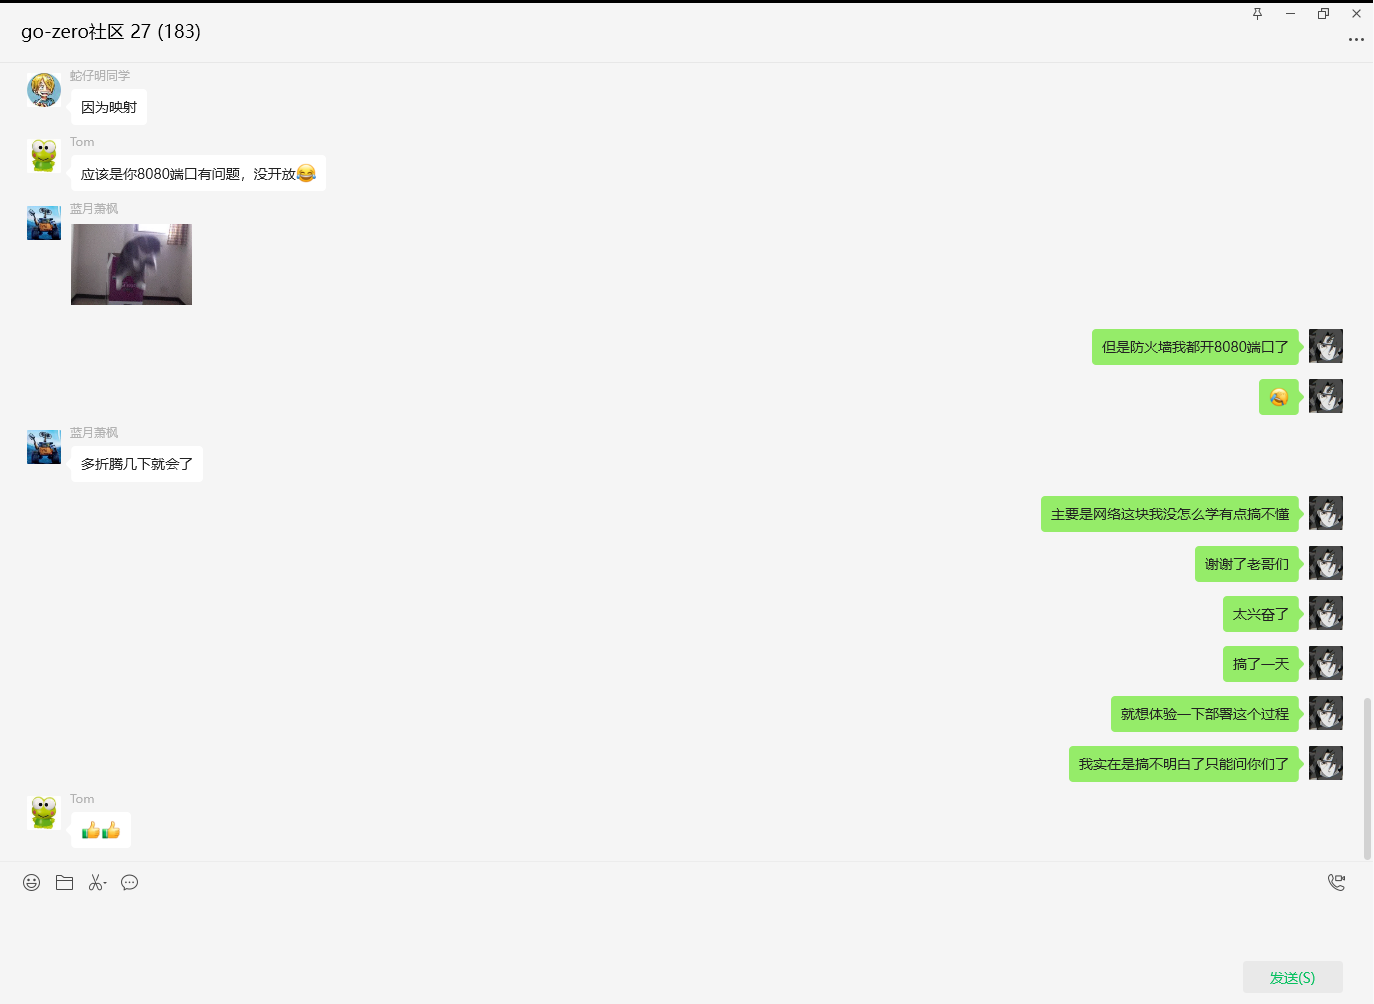 go-zero社区 27 (183)
蛇仔明同学
因为映射
Tom
应该是你8080端口有问题，没开放😂
蓝月萧枫
但是防火墙我都开8080端口了
蓝月萧枫
多折腾几下就会了
主要是网络这块我没怎么学有点搞不懂
谢谢了老哥们
太兴奋了
搞了一天
就想体验一下部署这个过程
我实在是搞不明白了只能问你们了
Tom
👍👍
发送(S)